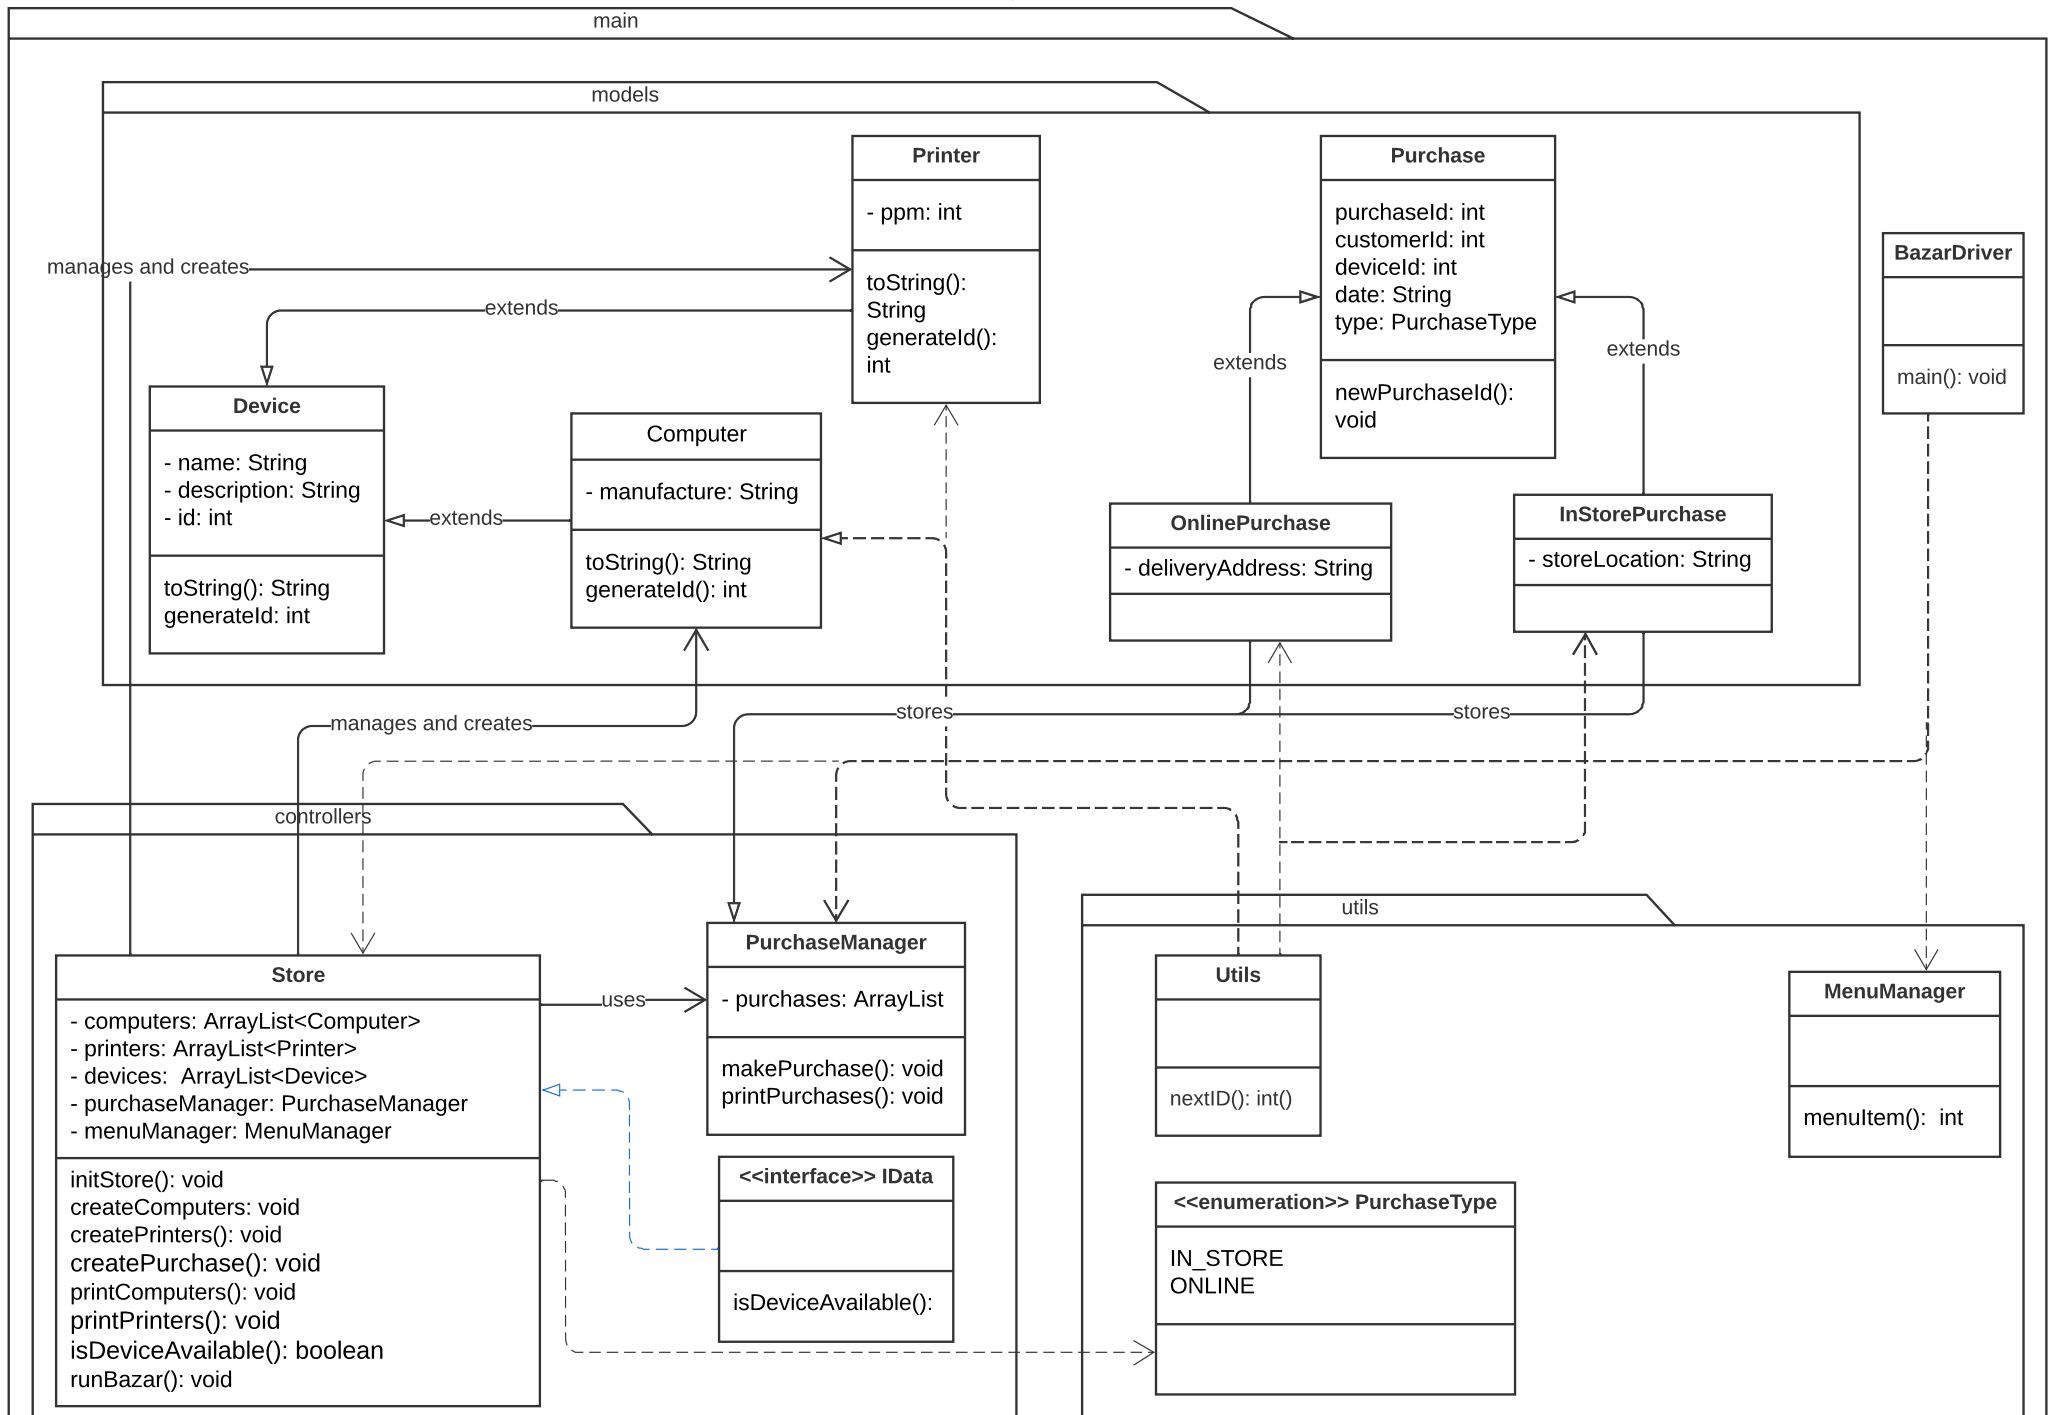 main
models
Printer
- ppm: int
toString():
String
generateId():
int
Purchase
purchaseId: int
customerId: int
deviceId: int
date: String
type: PurchaseType
newPurchaseId():
void
BazarDriver
main(): void
manages and creates
extends
extends
extends
Device
- name: String
- description: String
- id: int
toString(): String
generateId: int
Computer
- manufacture: String
toString(): String
generateId(): int
extends
OnlinePurchase
- deliveryAddress: String
InStorePurchase
- storeLocation: String
manages and creates
stores
stores
controllers
Store
- computers: ArrayList<Computer>
- printers: ArrayList<Printer>
- devices:  ArrayList<Device>
- purchaseManager: PurchaseManager
- menuManager: MenuManager
initStore(): void
createComputers: void
createPrinters(): void
createPurchase(): void
printComputers(): void
printPrinters(): void
isDeviceAvailable(): boolean
runBazar(): void
uses
PurchaseManager
- purchases: ArrayList
makePurchase(): void
printPurchases(): void
<<interface>> IData
isDeviceAvailable():
utils
Utils
nextID(): int()
MenuManager
menuItem():  int
<<enumeration>> PurchaseType
IN_STORE
ONLINE